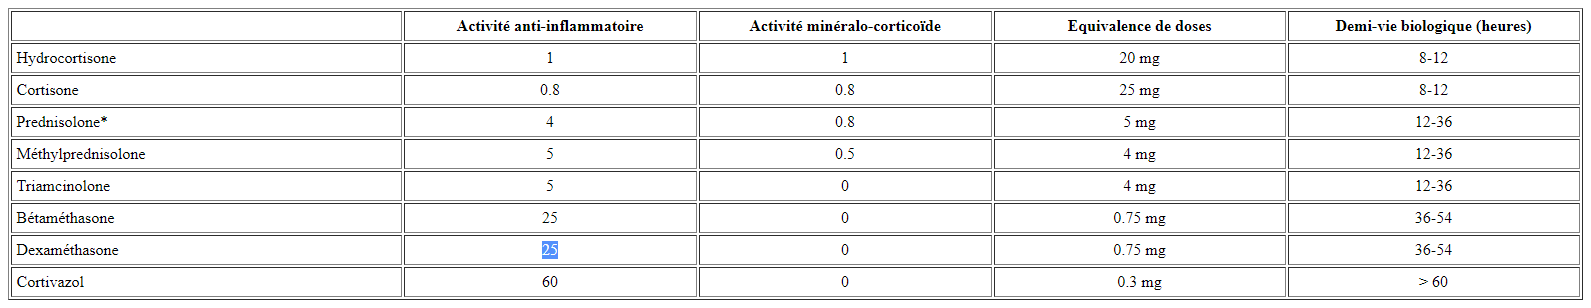 Activité anti-inflammatoire Activité minéralo-corticoïde Equivalence de doses Demi-vie biologique (heures)
Hydrocortisone 1 1 20 mg 8-12
Cortisone 0.8 0.8 25 mg 8-12
Prednisolone* 4 0.8 5 mg 12-36
Méthylprednisolone 5 0.5 4 mg 12-36
Triamcinolone 5 0 4 mg 12-36
Bétaméthasone 25 0 0.75 mg 36-54
Dexaméthasone 25 0 0.75 mg 36-54
Cortivazol 60 0 0.3 mg > 60